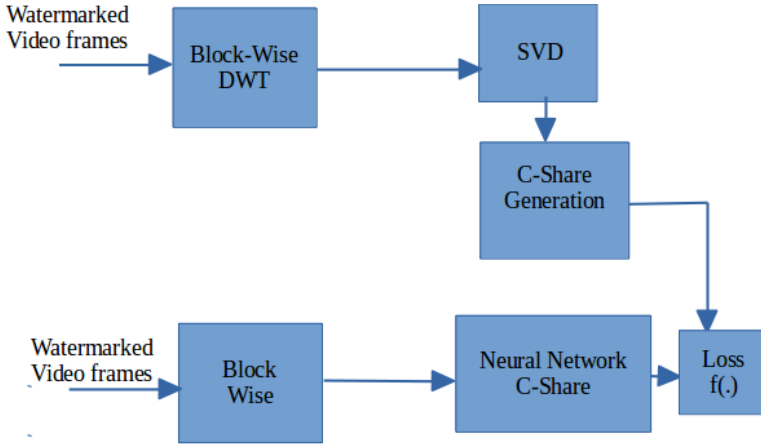 Watermarked
Video frames
Block-Wise
DWT
SVD
C-Share
Generation
Watermarked
Video frames
Block
Wise
Neural Network
C-Share
Loss
f(.)